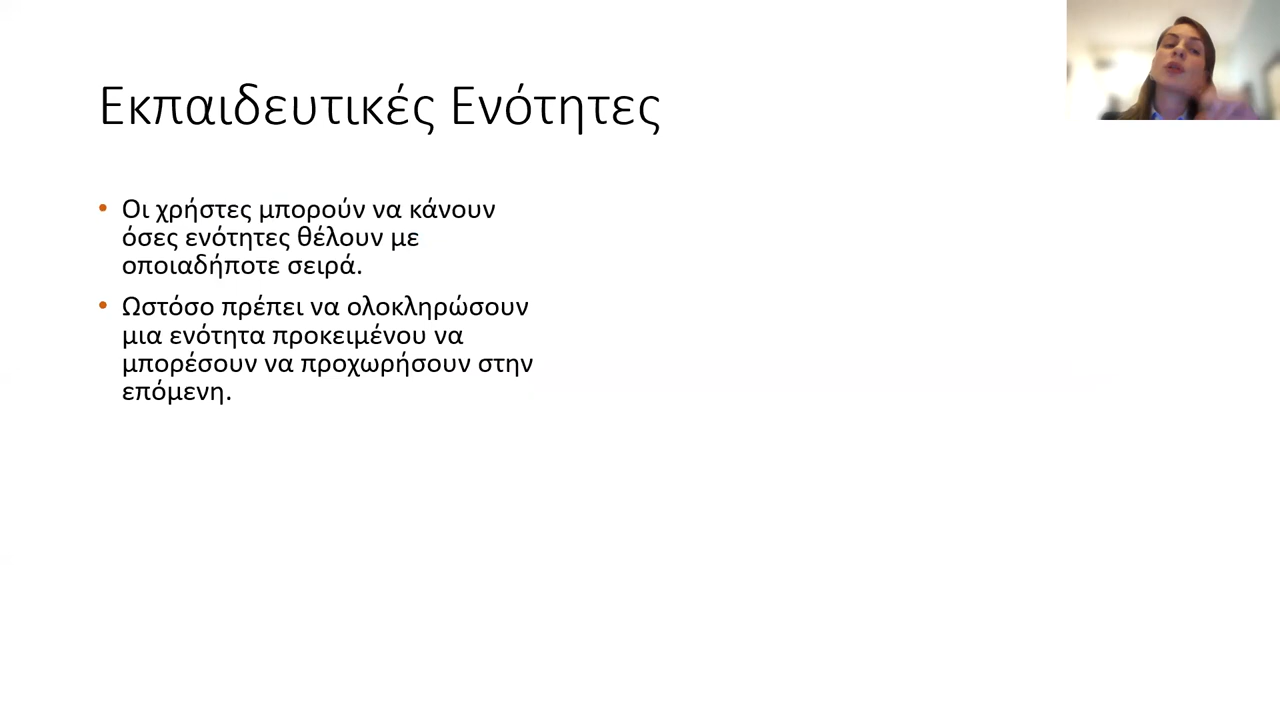 Εκπαιδευτικές Ενότητες
• Οι χρήστες μπορούν να κάνουν
όσες ενότητες θέλουν με
οποιαδήποτε σειρά.
• Ωστόσο πρέπει να ολοκληρώσουν
μια ενότητα προκειμένου να
μπορέσουν να προχωρήσουν στην
επόμενη.